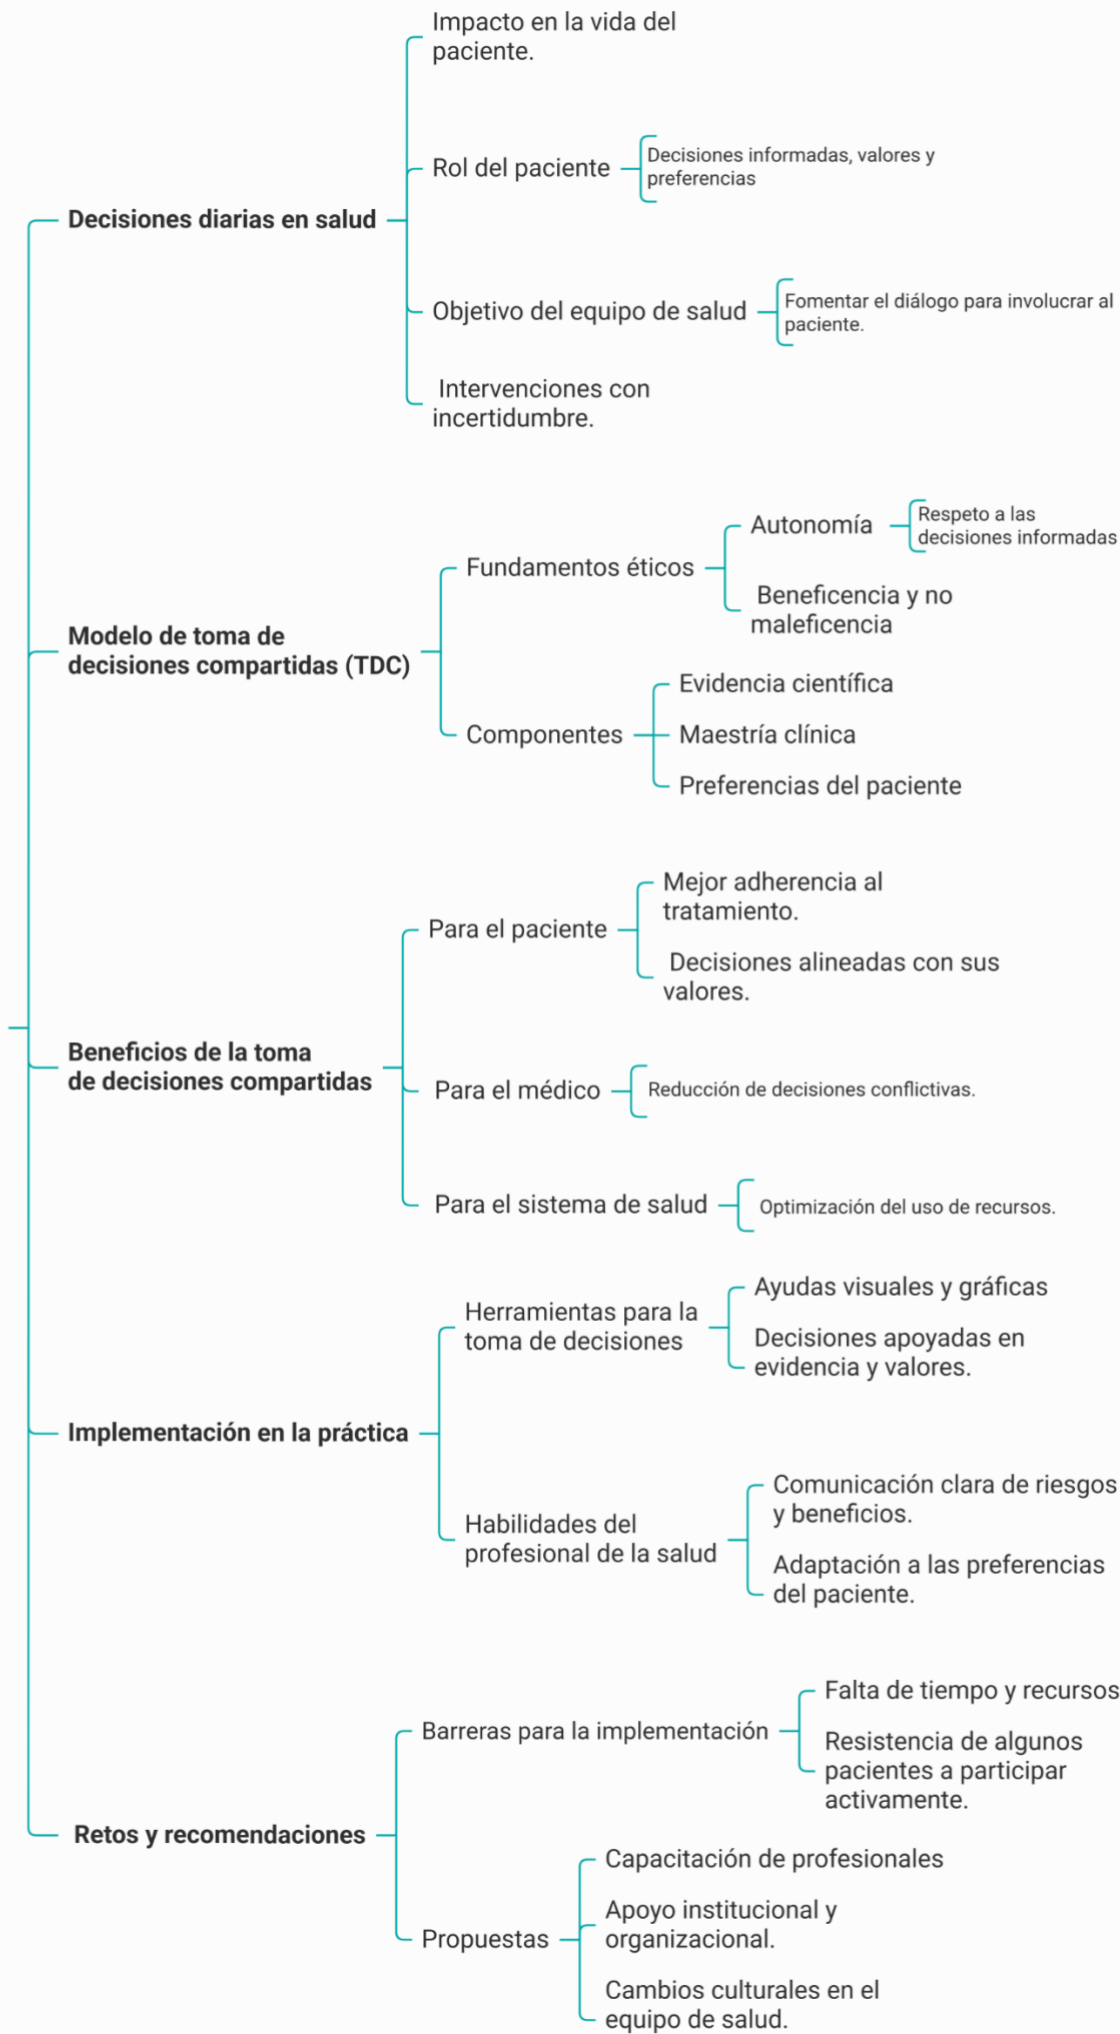 Impacto en la vida del
paciente.
Rol del paciente
Decisiones informadas, valores y
preferencias
Decisiones diarias en salud
Objetivo del equipo de salud
Fomentar el diálogo para involucrar al
paciente.
Intervenciones con
incertidumbre.
Modelo de toma de
decisiones compartidas (TDC)
Fundamentos éticos
Autonomía
Respeto a las
decisiones informadas
Beneficencia y no
maleficencia
Componentes
Evidencia científica
Maestría clínica
Preferencias del paciente
Beneficios de la toma
de decisiones compartidas
Para el paciente
Mejor adherencia al
tratamiento.
Decisiones alineadas con sus
valores.
Para el médico
Reducción de decisiones conflictivas.
Para el sistema de salud
Optimización del uso de recursos.
Implementación en la práctica
Herramientas para la
toma de decisiones
Ayudas visuales y gráficas
Decisiones apoyadas en
evidencia y valores.
Habilidades del
profesional de la salud
Comunicación clara de riesgos
y beneficios.
Adaptación a las preferencias
del paciente.
Retos y recomendaciones
Barreras para la implementación
Falta de tiempo y recursos
Resistencia de algunos
pacientes a participar
activamente.
Propuestas
Capacitación de profesionales
Apoyo institucional y
organizacional.
Cambios culturales en el
equipo de salud.